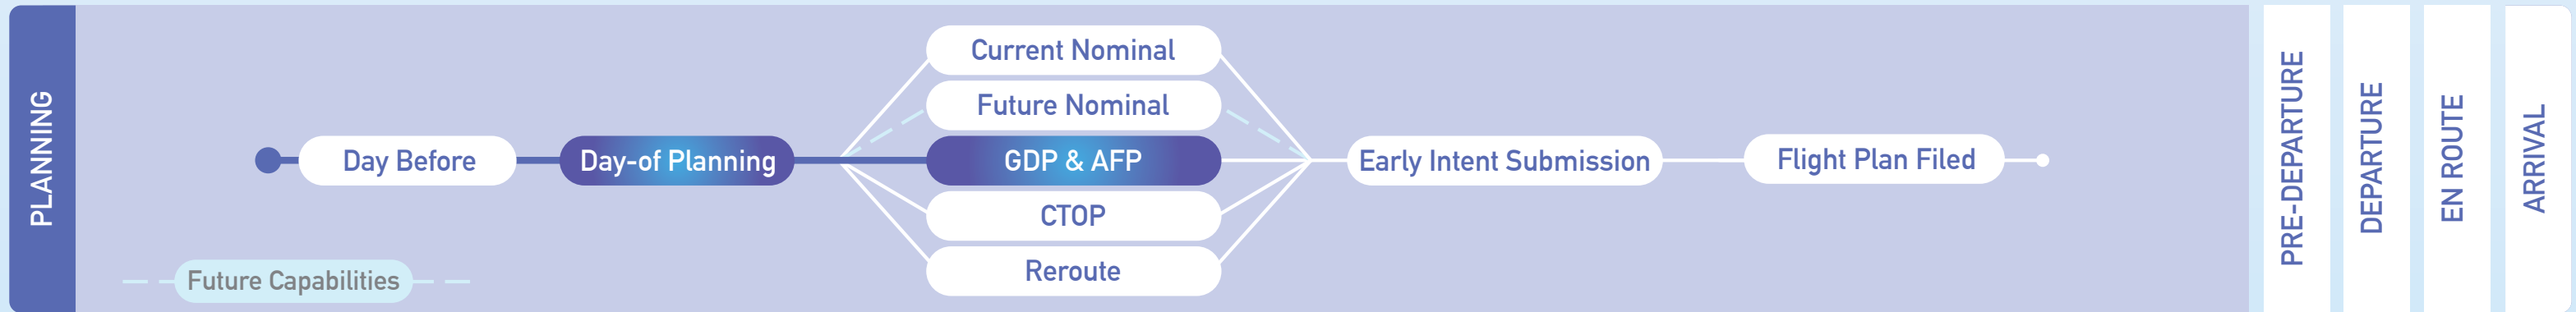 PLANNING
Day Before
Day-of Planning
Current Nominal
Future Nominal
GDP & AFP
CTOP
Reroute
Early Intent Submission
Flight Plan Filed
Future Capabilities
PRE-DEPARTURE
DEPARTURE
EN ROUTE
ARRIVAL